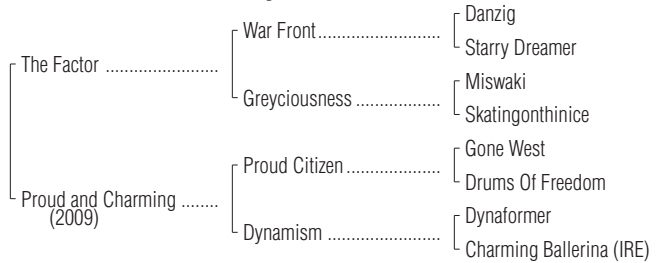 Danzig
War Front
Starry Dreamer
The Factor
Miswaki
Greyciousness
Skatingonthinice
Gone West
Proud Citizen
Drums Of Freedom
Proud and Charming
(2009)
Dynaformer
Dynamism
Charming Ballerina (IRE)